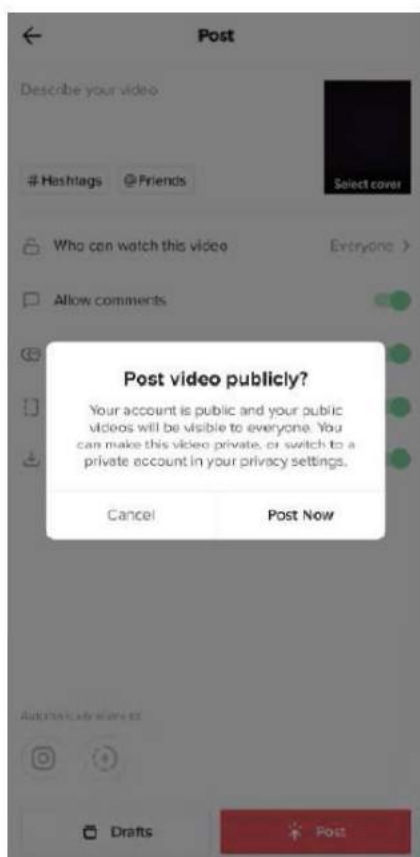 Post
Describe your video
# Hashtags @ Friends
Select cover
Who can watch this video Everyone >
Allow comments
Post video publicly?
Your account is public and your public
videos will be visible to everyone. You
can make this video private, or switch to a
private account in your privacy settings.
Cancel Post Now
Drafts Post